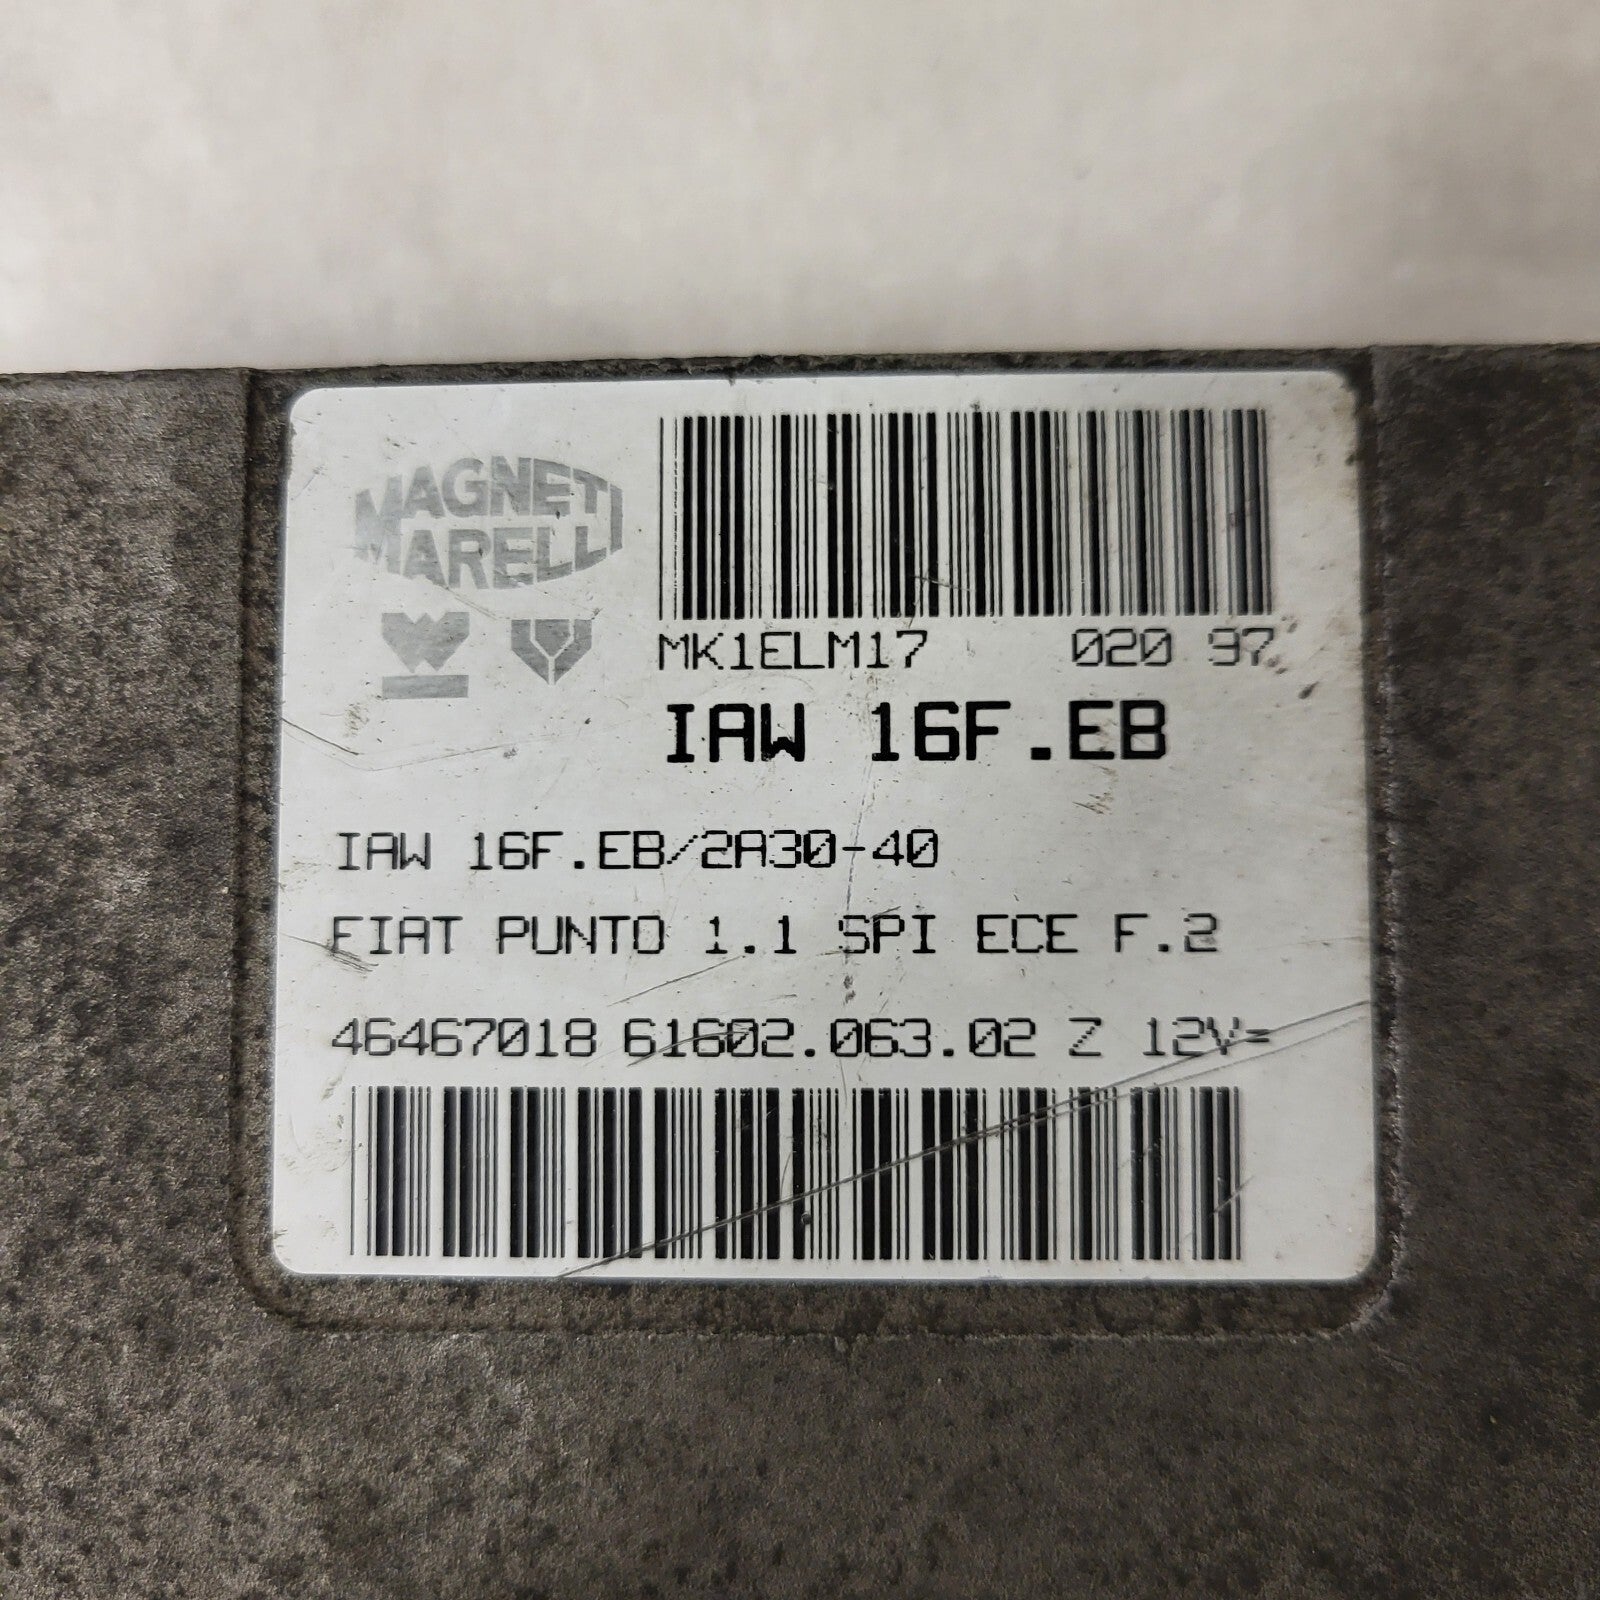 MAGNETI
MARELLI
MK1ELM17 020 97
IAW 16F.EB
IAW 16F.EB/2A30-40
FIAT PUNTO 1.1 SPI ECE F.2
46467018 61602.063.02 Z 12V=